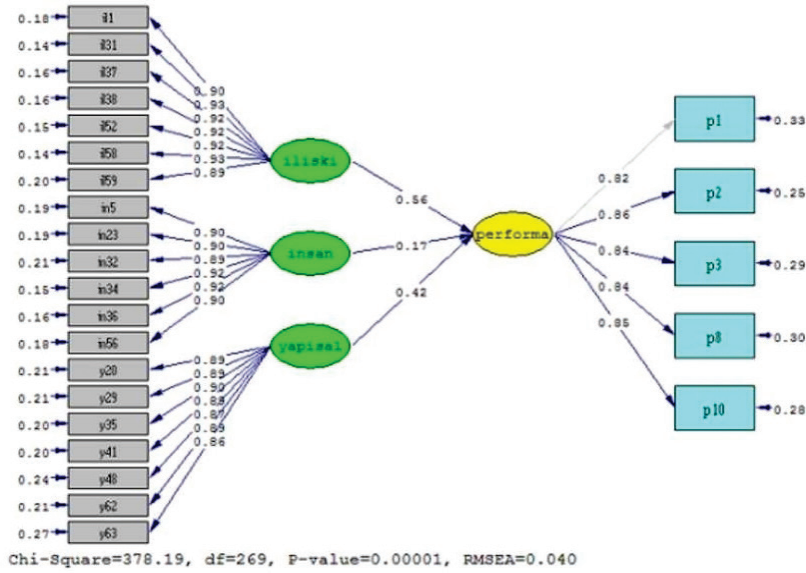 0.18 il1
0.14 il31
0.16 il37
0.16 il38
0.15 il52
0.14 il58
0.20 il59
0.19 in5
0.19 in23
0.21 in32
0.15 in34
0.16 in36
0.18 in56
0.21 y28
0.21 y29
0.20 y35
0.20 y41
0.24 y48
0.21 y62
0.27 y63
0.90
0.93
0.92
0.92
0.93
0.89
0.90
0.90
0.89
0.92
0.92
0.90
0.89
0.89
0.90
0.89
0.87
0.89
0.86
iliski
insan
yapisal
0.56
0.17
0.42
performa
0.82
0.86
0.84
0.84
0.85
p1 0.33
p2 0.25
p3 0.29
p8 0.30
p10 0.28
Chi-Square=378.19, df=269, P-value=0.00001, RMSEA=0.040